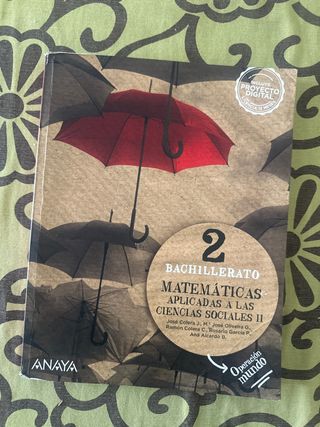 INCLUYE
PROYECTO
DIGITAL
2
BACHILLERATO
MATEMÁTICAS
APLICADAS A LAS
CIENCIAS SOCIALES II
José Colera J., M.ª José Oliveira G.,
Ramón Colera C., Rosario García P.,
Ana Aicardo B.
Operación
mundo
ANAYA